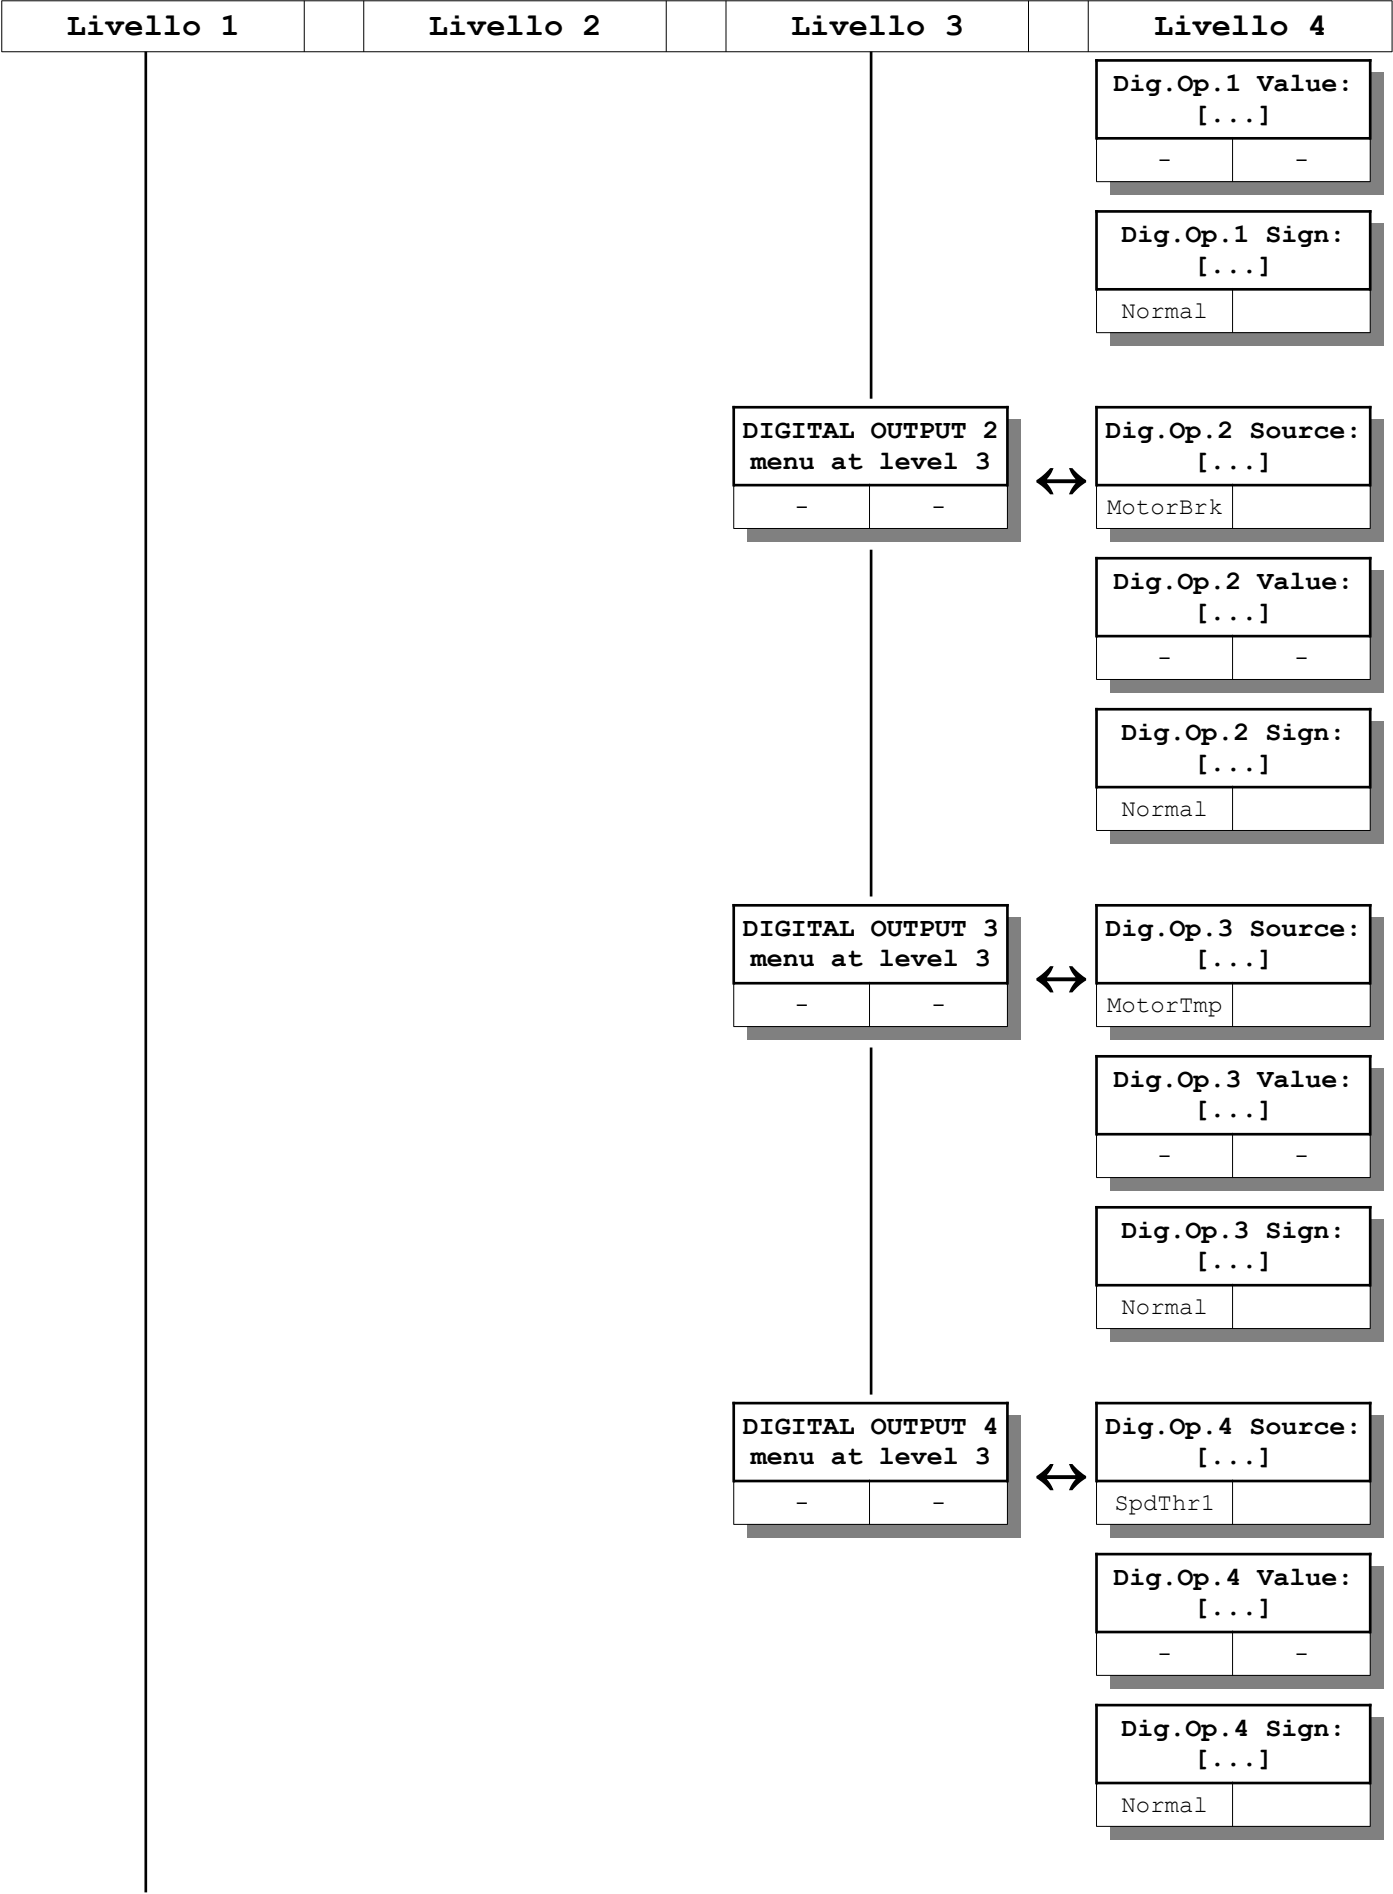 Livello 1 Livello 2 Livello 3 Livello 4
Dig.Op.1 Value:
[...]
- -
Dig.Op.1 Sign:
[...]
Normal
DIGITAL OUTPUT 2
menu at level 3
- -
Dig.Op.2 Source:
[...]
MotorBrk
Dig.Op.2 Value:
[...]
- -
Dig.Op.2 Sign:
[...]
Normal
DIGITAL OUTPUT 3
menu at level 3
- -
Dig.Op.3 Source:
[...]
MotorTmp
Dig.Op.3 Value:
[...]
- -
Dig.Op.3 Sign:
[...]
Normal
DIGITAL OUTPUT 4
menu at level 3
- -
Dig.Op.4 Source:
[...]
SpdThr1
Dig.Op.4 Value:
[...]
- -
Dig.Op.4 Sign:
[...]
Normal